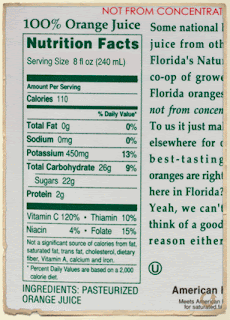 NOT FROM CONCENTRAT
100% Orange Juice
Nutrition Facts
Serving Size 8 fl oz (240 mL)
Amount Per Serving
Calories 110
% Daily Value*
Total Fat 0g 0%
Sodium 0mg 0%
Potassium 450mg 13%
Total Carbohydrate 26g 9%
Sugars 22g
Protein 2g
Vitamin C 120% • Thiamin 10%
Niacin 4% • Folate 15%
Not a significant source of calories from fat,
saturated fat, trans fat, cholesterol, dietary
fiber, Vitamin A, calcium and iron.
* Percent Daily Values are based on a 2,000
calorie diet.
INGREDIENTS: PASTEURIZED
ORANGE JUICE
Some national b
juice from othe
Florida's Natur
co-op of growe
Florida oranges
not from concen
To us it just mak
elsewhere for o
best-tasting
oranges are right
here in Florida?
Yeah, we can't
think of a good
reason either
U
American H
Meets American H
for saturated fa